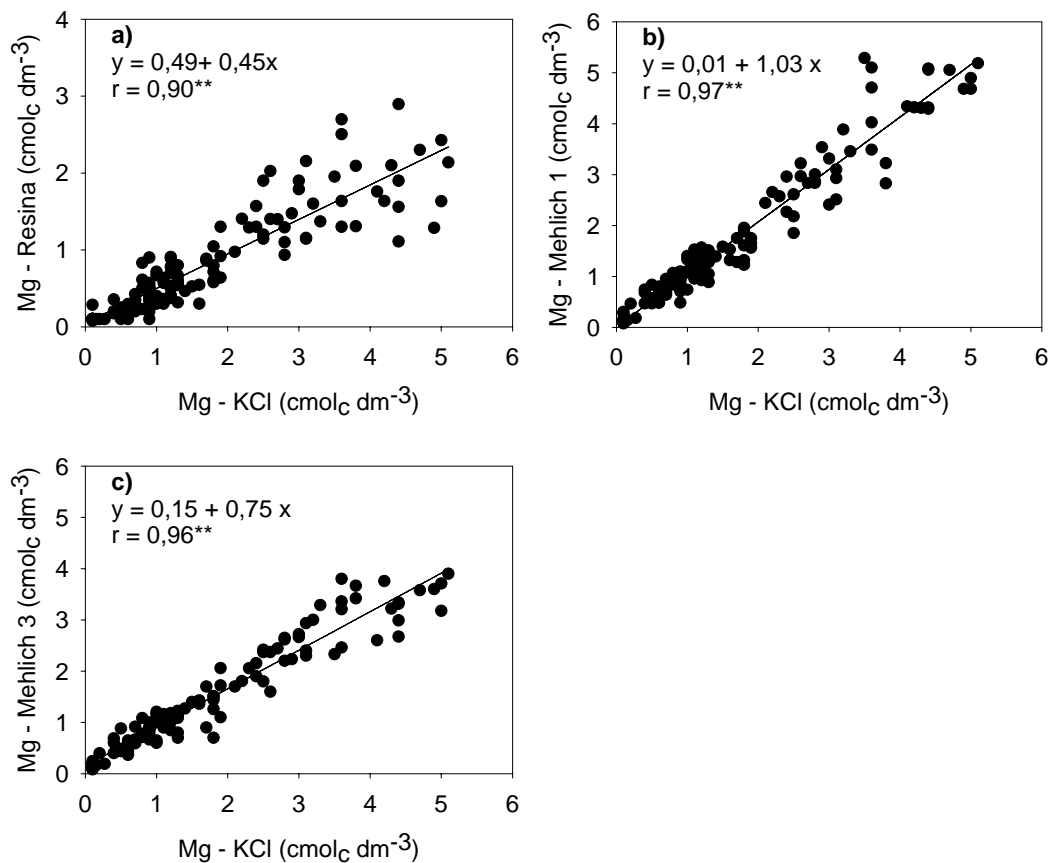 a)
y = 0,49+ 0,45x
r = 0,90**
Mg - Resina (cmolc dm-3)
4
3
2
1
0
0 1 2 3 4 5 6
Mg - KCl (cmolc dm-3)
b)
y = 0,01 + 1,03 x
r = 0,97**
Mg - Mehlich 1 (cmolc dm-3)
6
5
4
3
2
1
0
0 1 2 3 4 5 6
Mg - KCl (cmolc dm-3)
c)
y = 0,15 + 0,75 x
r = 0,96**
Mg - Mehlich 3 (cmolc dm-3)
6
5
4
3
2
1
0
0 1 2 3 4 5 6
Mg - KCl (cmolc dm-3)